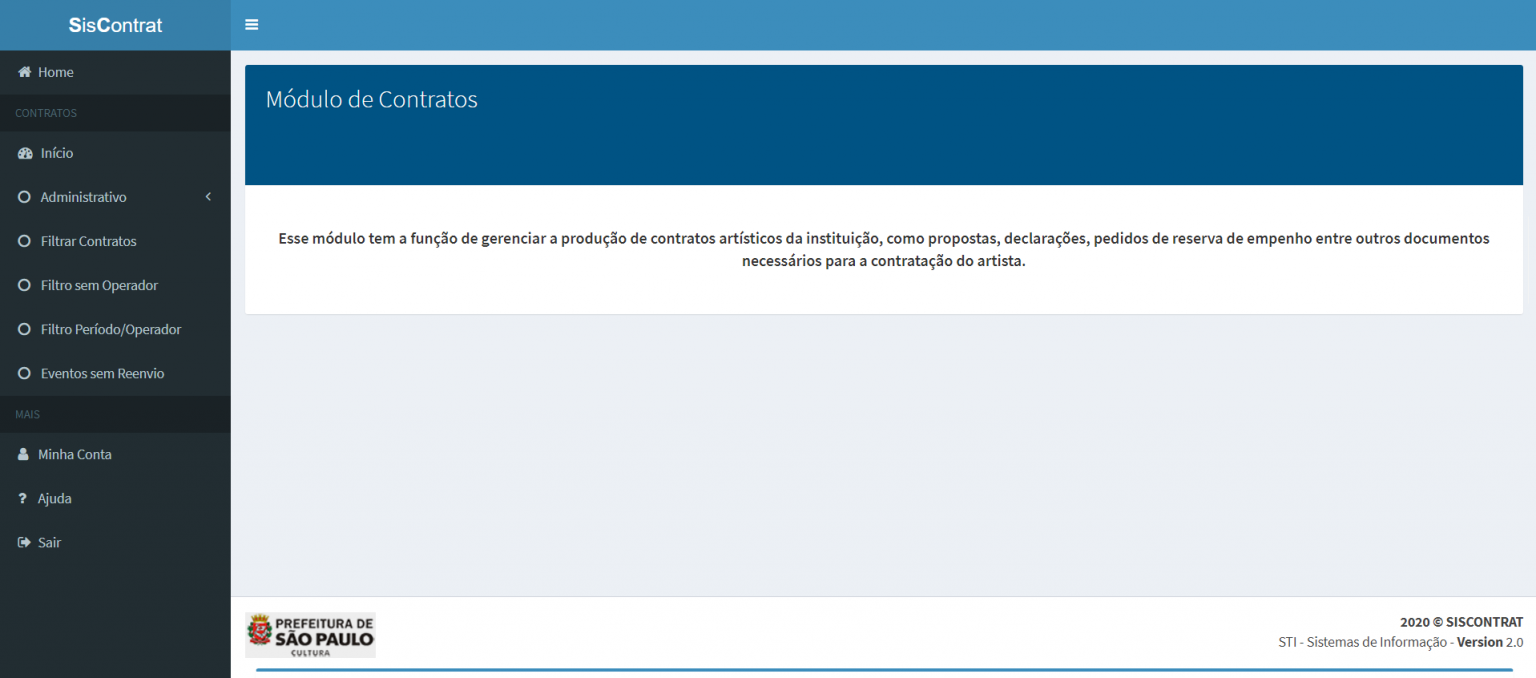 SisContrat
Home
CONTRATOS
Início
Administrativo
Filtrar Contratos
Filtro sem Operador
Filtro Período/Operador
Eventos sem Reenvio
MAIS
Minha Conta
Ajuda
Sair
Módulo de Contratos
Esse módulo tem a função de gerenciar a produção de contratos artísticos da instituição, como propostas, declarações, pedidos de reserva de empenho entre outros documentos
necessários para a contratação do artista.
PREFEITURA DE
SÃO PAULO
CULTURA
2020 © SISCONTRAT
STI - Sistemas de Informação - Version 2.0